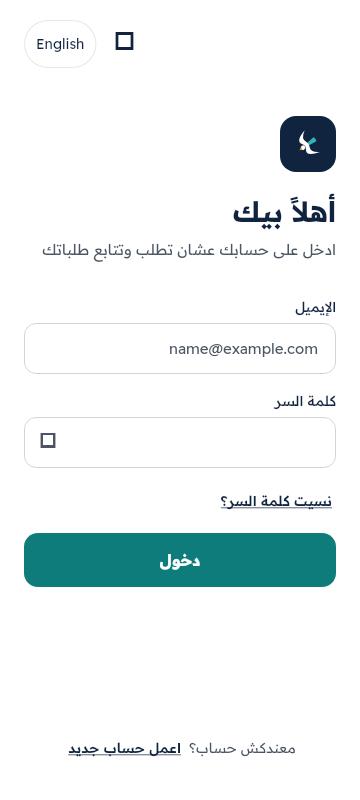 English
أهلاً بيك
ادخل على حسابك عشان تطلب وتتابع طلباتك
الإيميل
name@example.com
كلمة السر
نسيت كلمة السر؟
دخول
معندكش حساب؟ اعمل حساب جديد